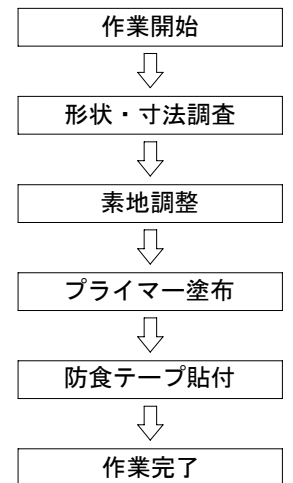 作業開始
形状・寸法調査
素地調整
プライマー塗布
防食テープ貼付
作業完了